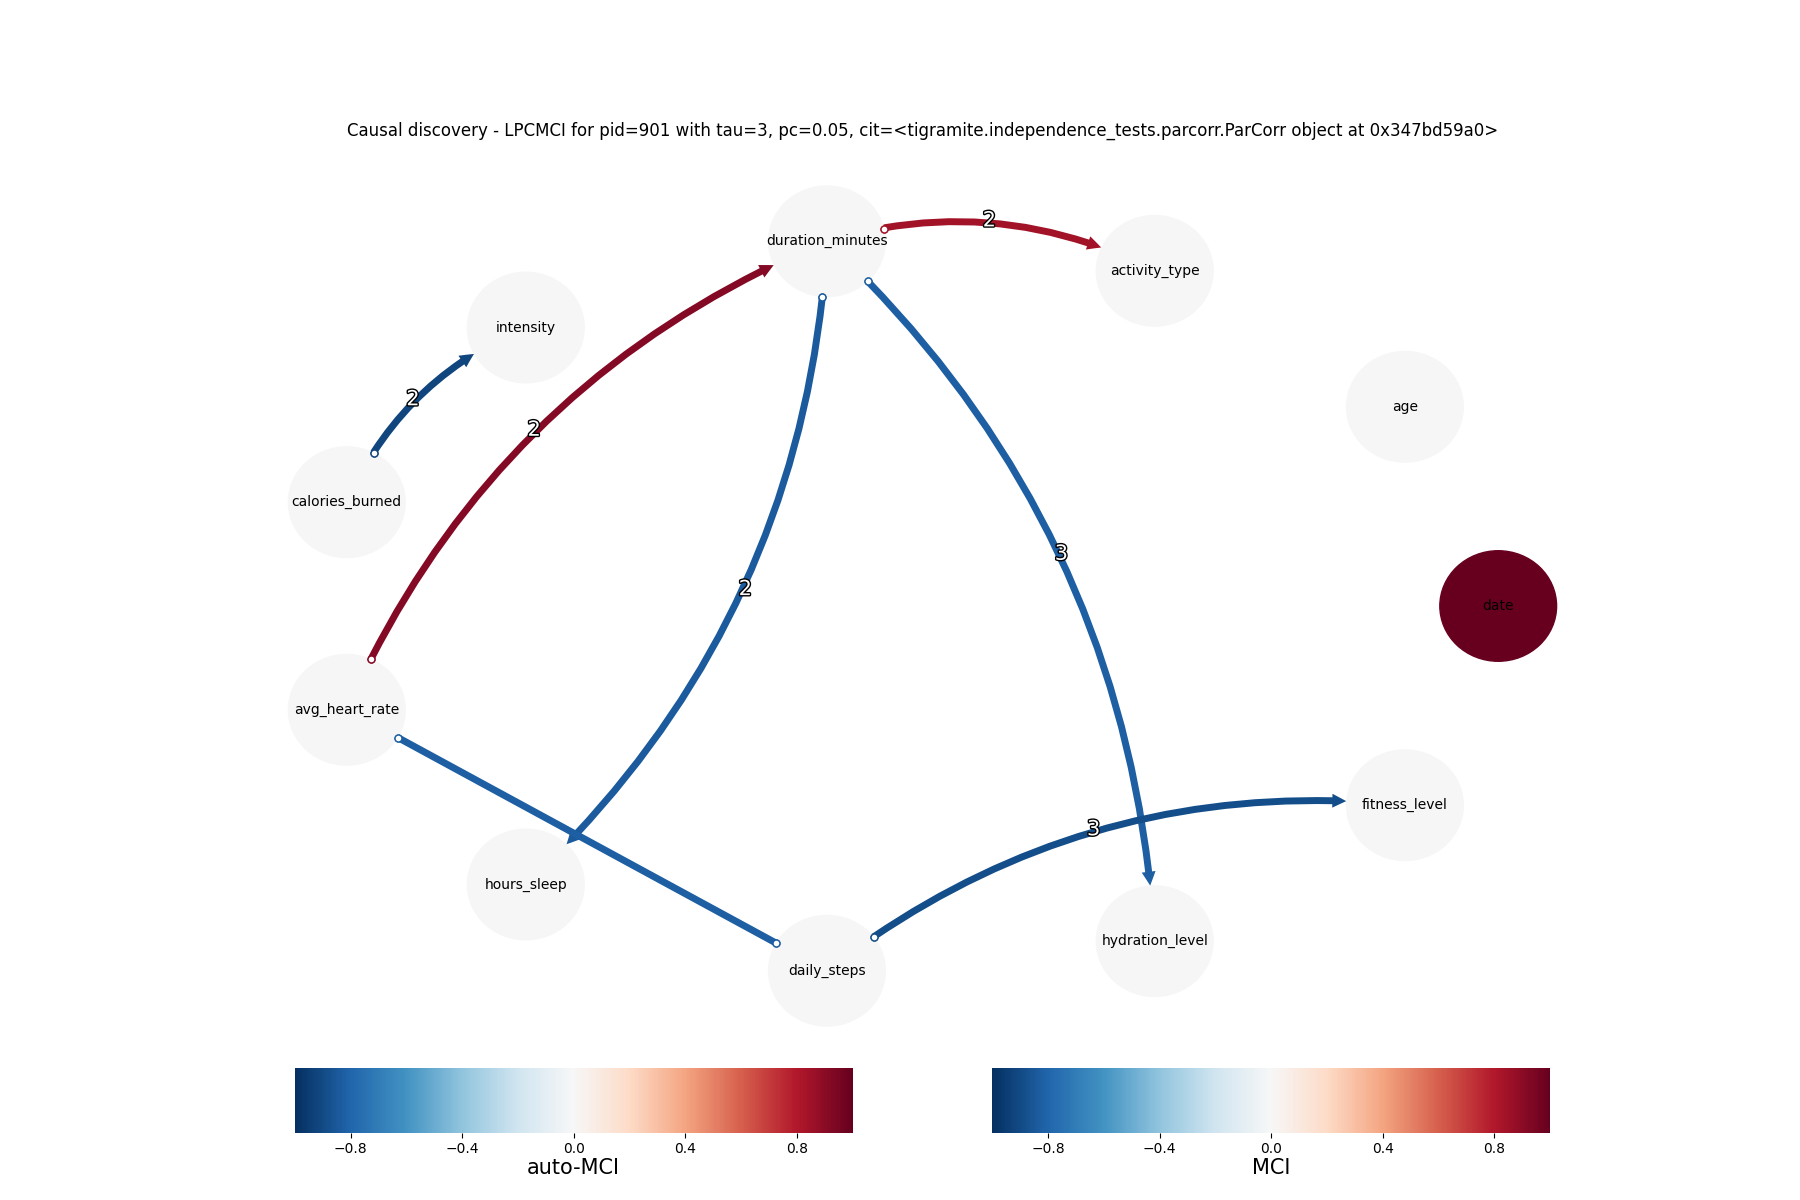 Causal discovery - LPCMCI for pid=901 with tau=3, pc=0.05, cit=<tigramite.independence_tests.parcorr.ParCorr object at 0x347bd59a0>
2
duration_minutes
activity_type
intensity
2
age
2
calories_burned
3
2
date
avg_heart_rate
fitness_level
3
hours_sleep
hydration_level
daily_steps
−0.8 −0.4 0.0 0.4 0.8
auto-MCI
−0.8 −0.4 0.0 0.4 0.8
MCI